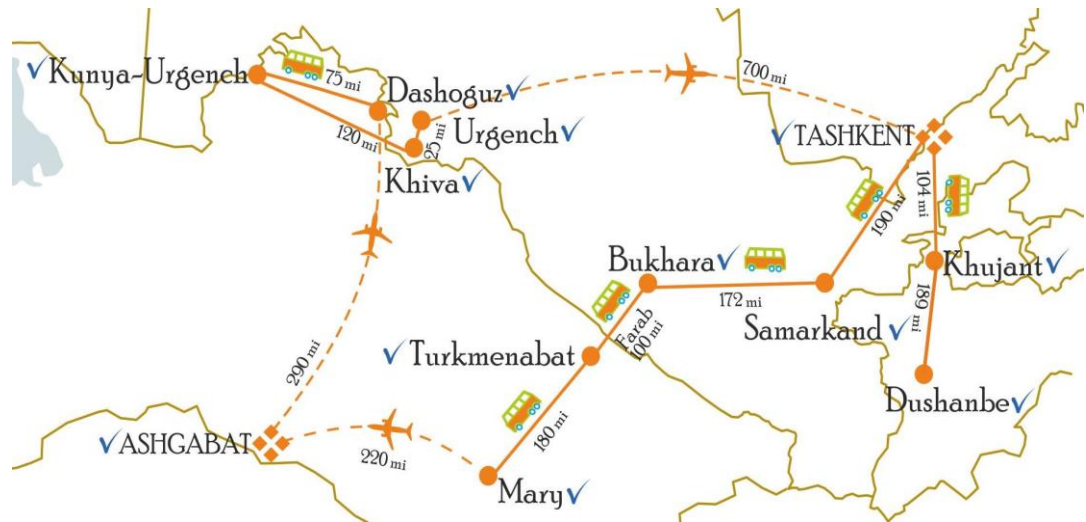 Kunya-Urgench
75 mi
Dashoguz
700 mi
120 mi
25 mi
Urgench
TASHKENT
Khiva
104 mi
190 mi
Bukhara
Khujant
172 mi
189 mi
Farab
100 mi
Samarkand
Turkmenabat
290 mi
Dushanbe
ASHGABAT
180 mi
220 mi
Mary